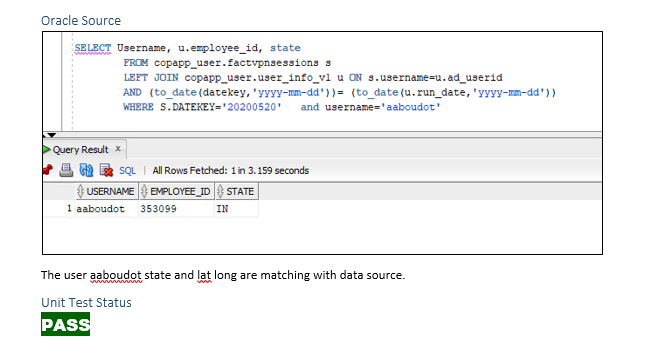 Oracle Source
SELECT Username, u.employee_id, state
FROM copapp_user.factvpnsessions s
LEFT JOIN copapp_user.user_info_vl u ON s.username=u.ad_userid
AND (to_date(datekey,'yyyy-mm-dd'))= (to_date(u.run_date,'yyyy-mm-dd'))
WHERE S.DATEKEY='20200520' and username='aaboudot'
Query Result x
SQL | All Rows Fetched: 1 in 3.159 seconds
USERNAME EMPLOYEE_ID STATE
1 aaboudot 353099 IN
The user aaboudot state and lat long are matching with data source.
Unit Test Status
PASS